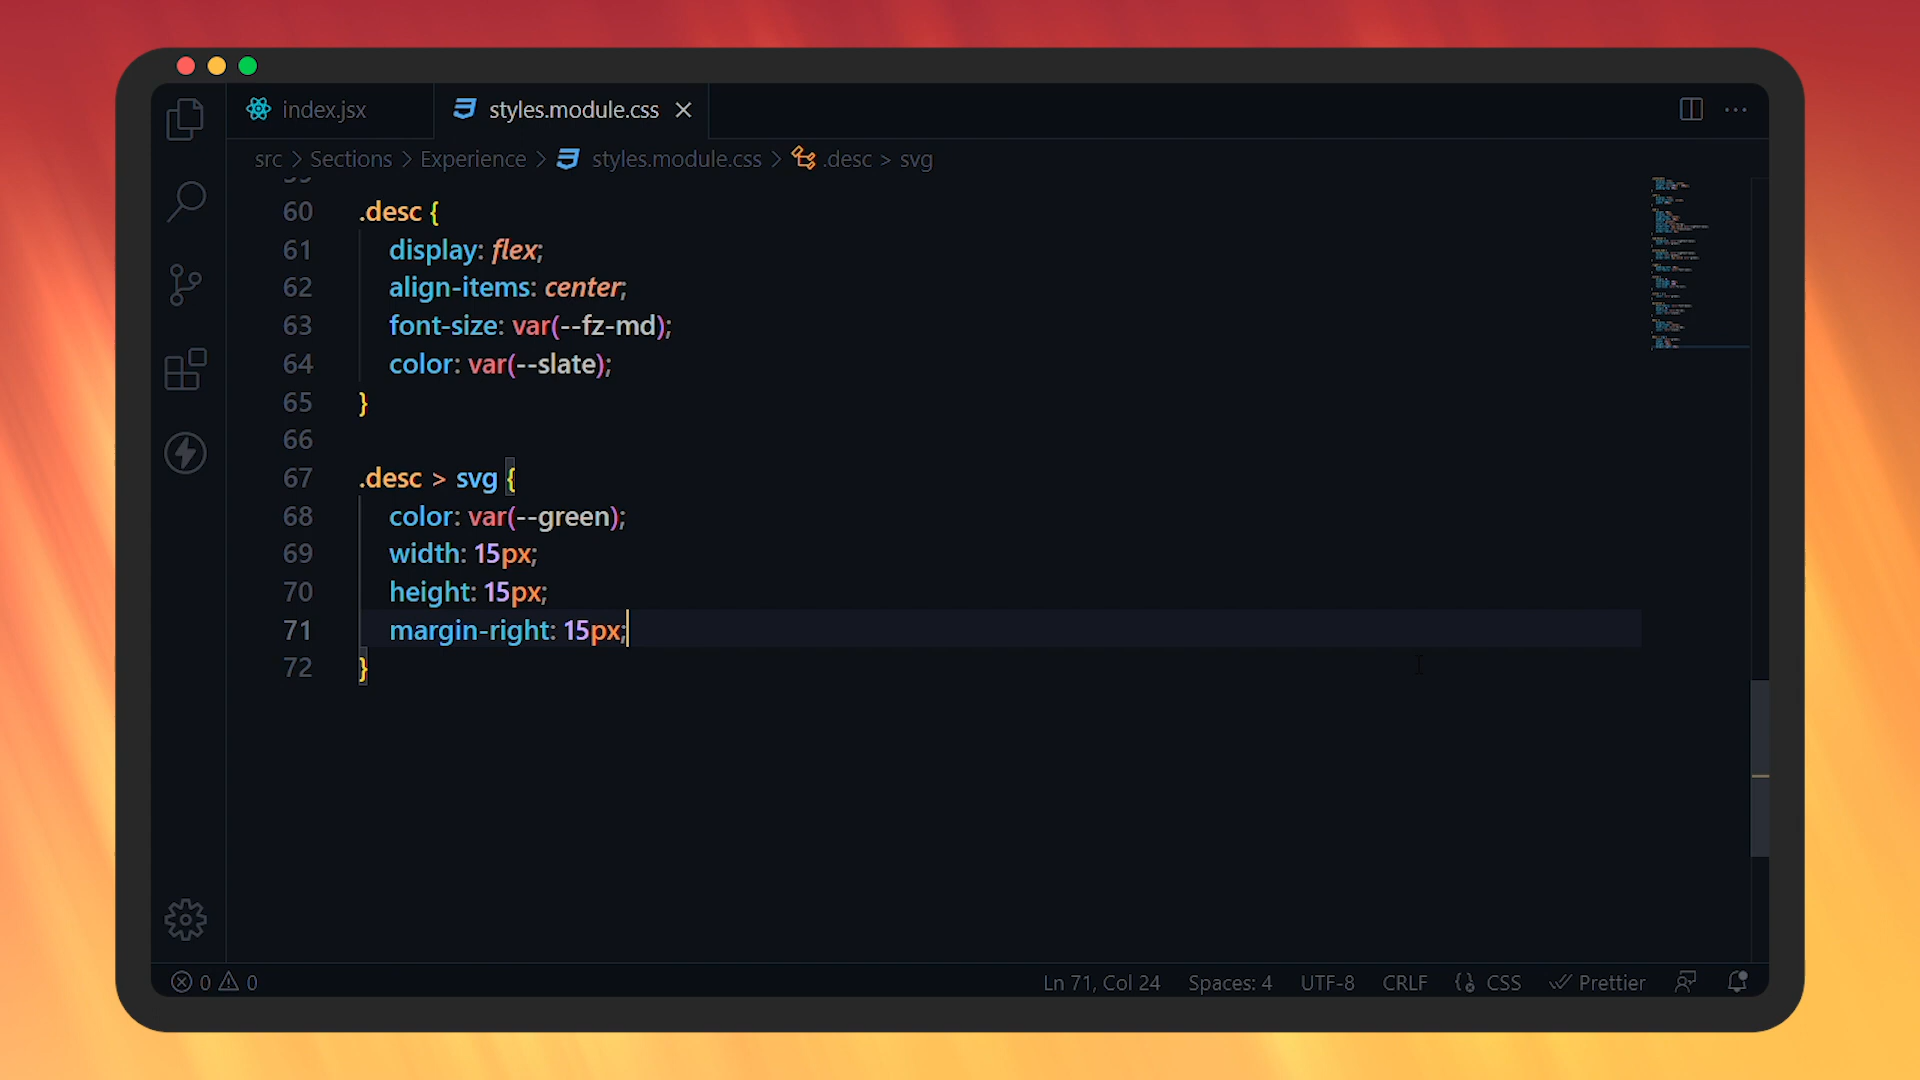 index.jsx
styles.module.css
src > Sections > Experience > styles.module.css > .desc > svg
60 .desc {
61 display: flex;
62 align-items: center;
63 font-size: var(--fz-md);
64 color: var(--slate);
65 }
66
67 .desc > svg {
68 color: var(--green);
69 width: 15px;
70 height: 15px;
71 margin-right: 15px;
72 }
0 0 Ln 71, Col 24 Spaces: 4 UTF-8 CRLF CSS Prettier